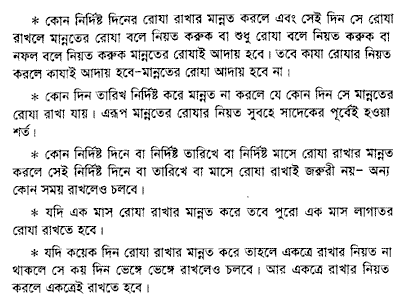 * কোন নির্দিষ্ট দিনের রোযা রাখার মান্নত করলে এবং সেই দিন সে রোযা
রাখলে মান্নতের রোযা বলে নিয়ত করুক বা শুধু রোযা বলে নিয়ত করুক বা
নফল বলে নিয়ত করুক মান্নতের রোযাই আদায় হবে। তবে কাযা রোযার নিয়ত
করলে কাযাই আদায় হবে–মান্নতের রোযা আদায় হবে না।
* কোন দিন তারিখ নির্দিষ্ট করে মান্নত না করলে যে কোন দিন সে মান্নতের
রোযা রাখা যায়। এরূপ মান্নতের রোযার নিয়ত সুবহে সাদেকের পূর্বেই হওয়া
শর্ত।
* কোন নির্দিষ্ট দিনে বা নির্দিষ্ট তারিখে বা নির্দিষ্ট মাসে রোযা রাখার মান্নত
করলে সেই নির্দিষ্ট দিনে বা তারিখে বা মাসে রোযা রাখাই জরুরী নয়– অন্য
কোন সময় রাখলেও চলবে।
* যদি এক মাস রোযা রাখার মান্নত করে তবে পুরো এক মাস লাগাতর
রোযা রাখতে হবে।
* যদি কয়েক দিন রোযা রাখার মান্নত করে তাহলে একত্রে রাখার নিয়ত না
থাকলে সে কয় দিন ভেঙ্গে ভেঙ্গে রাখলেও চলবে। আর একত্রে রাখার নিয়ত
করলে একত্রেই রাখতে হবে।